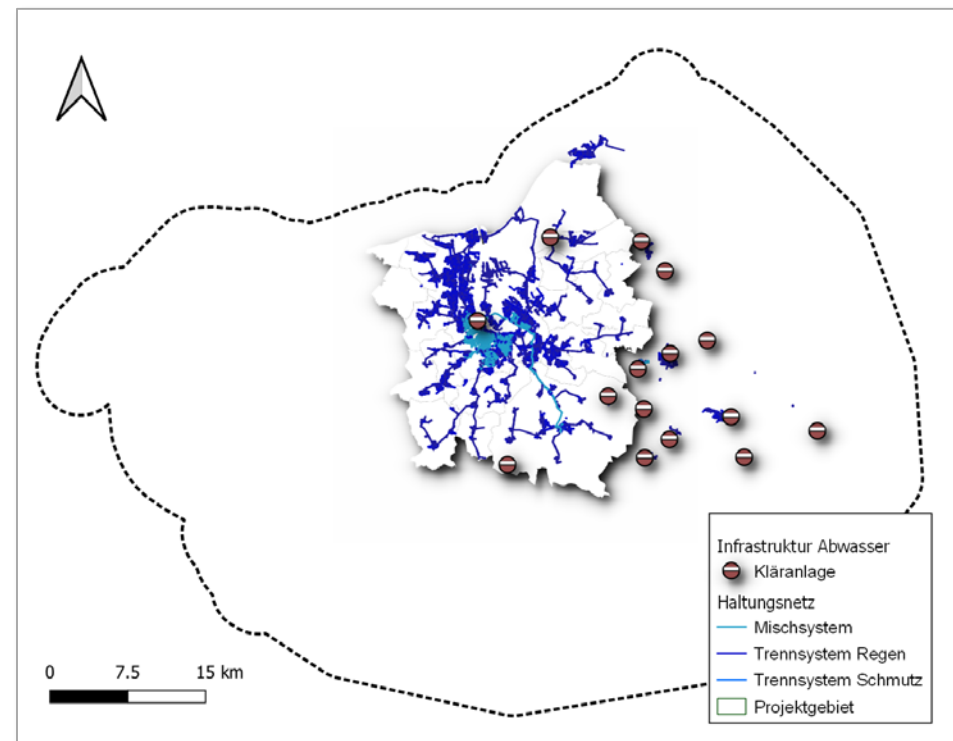 Infrastruktur Abwasser
Kläranlage
Haltungsnetz
Mischsystem
Trennsystem Regen
Trennsystem Schmutz
Projektgebiet
0 7.5 15 km